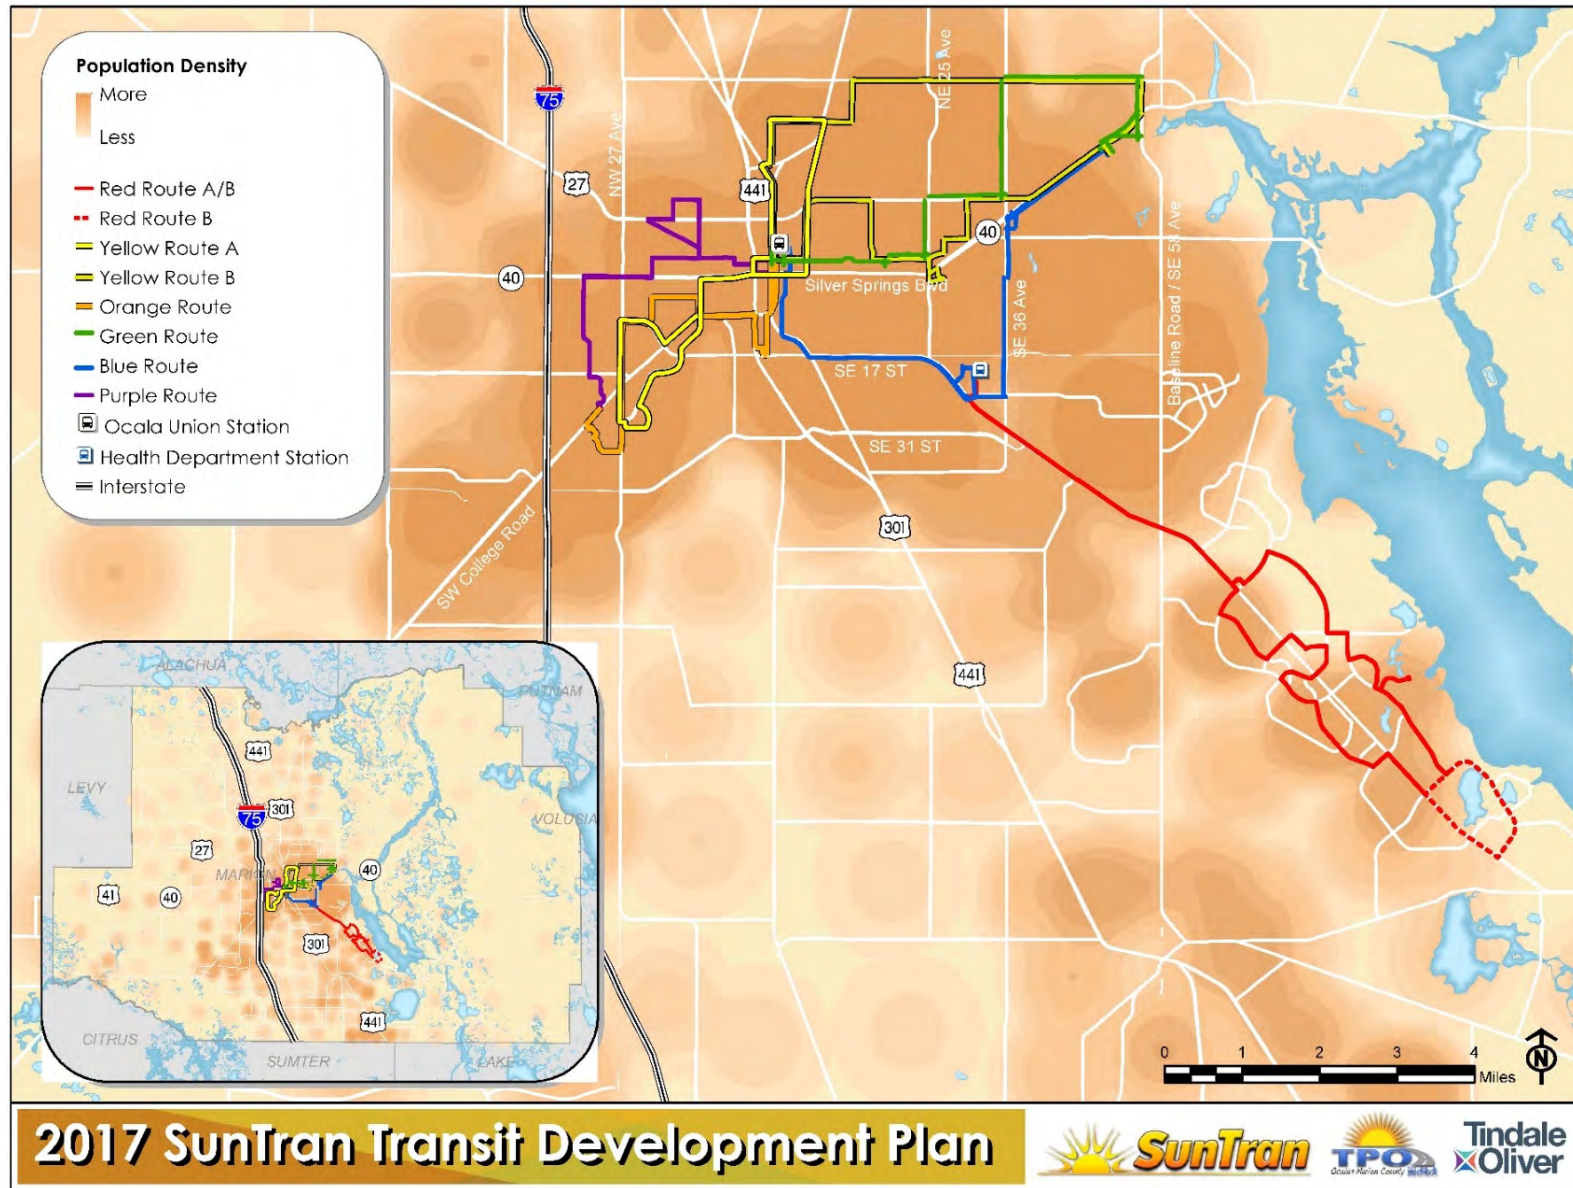 Population Density
More
Less
Red Route A/B
Red Route B
Yellow Route A
Yellow Route B
Orange Route
Green Route
Blue Route
Purple Route
Ocala Union Station
Health Department Station
Interstate
75
27
NW 27 Ave
441
NE 25 Ave
40
40
Silver Springs Blvd
SE 36 Ave
Baseline Road / SE 58 Ave
SE 17 ST
SE 31 ST
301
SW College Road
441
ALACHUA
PUTNAM
441
LEVY
301
75
VOLUSIA
27
MARION
40
41
40
301
441
CITRUS
SUMTER
LAKE
0 1 2 3 4
Miles
N
2017 SunTran Transit Development Plan
SunTran
TPO
Ocala Marion County
Tindale
Oliver